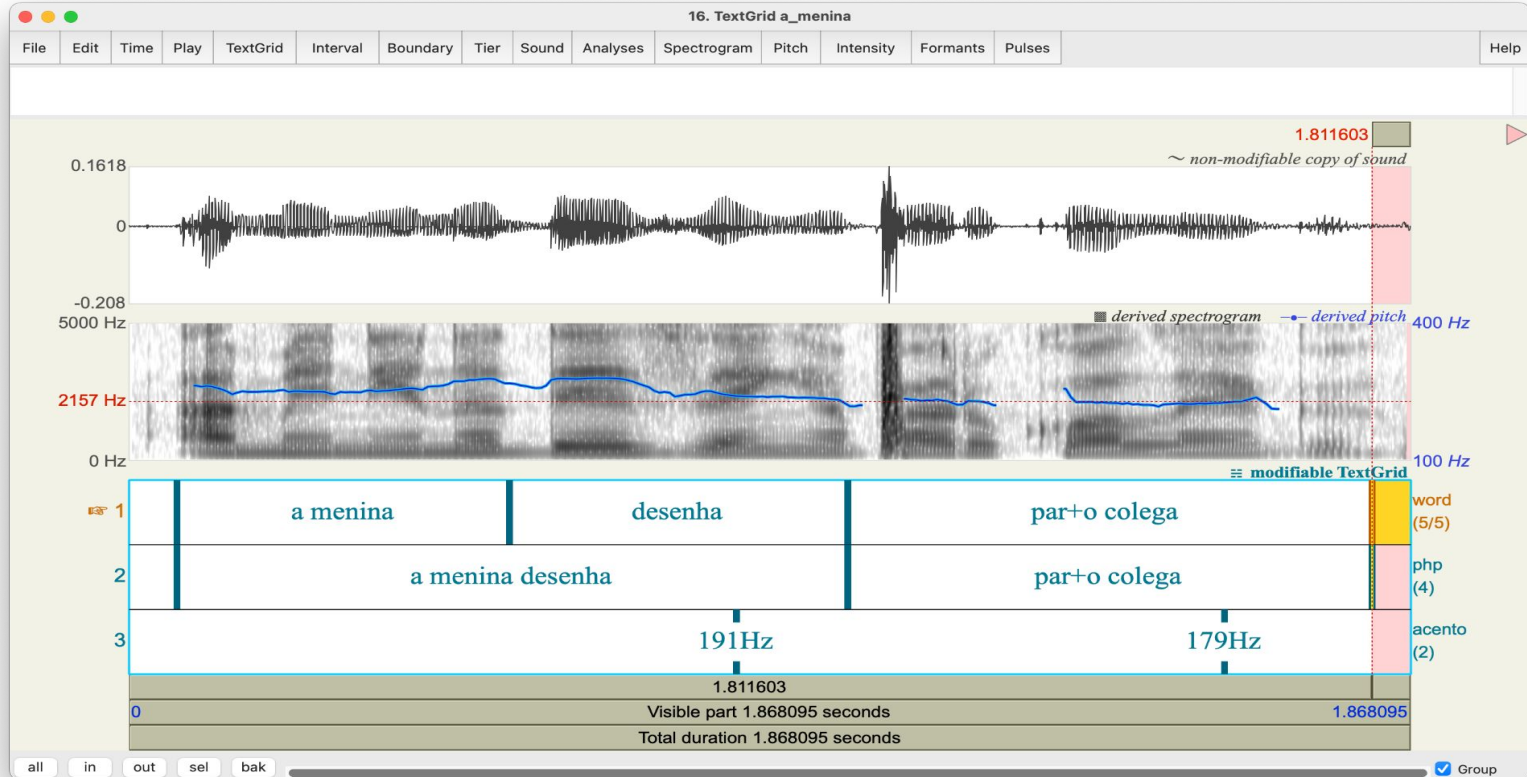 16. TextGrid a_menina
File Edit Time Play TextGrid Interval Boundary Tier Sound Analyses Spectrogram Pitch Intensity Formants Pulses Help
1.811603
~ non-modifiable copy of sound
0.1618
0
-0.208
5000 Hz
derived spectrogram
derived pitch
400 Hz
2157 Hz
0 Hz
100 Hz
modifiable TextGrid
1 a menina desenha par+o colega word
(5/5)
2 a menina desenha par+o colega php
(4)
3 191Hz 179Hz acento
(2)
1.811603
0 Visible part 1.868095 seconds 1.868095
Total duration 1.868095 seconds
all in out sel bak Group